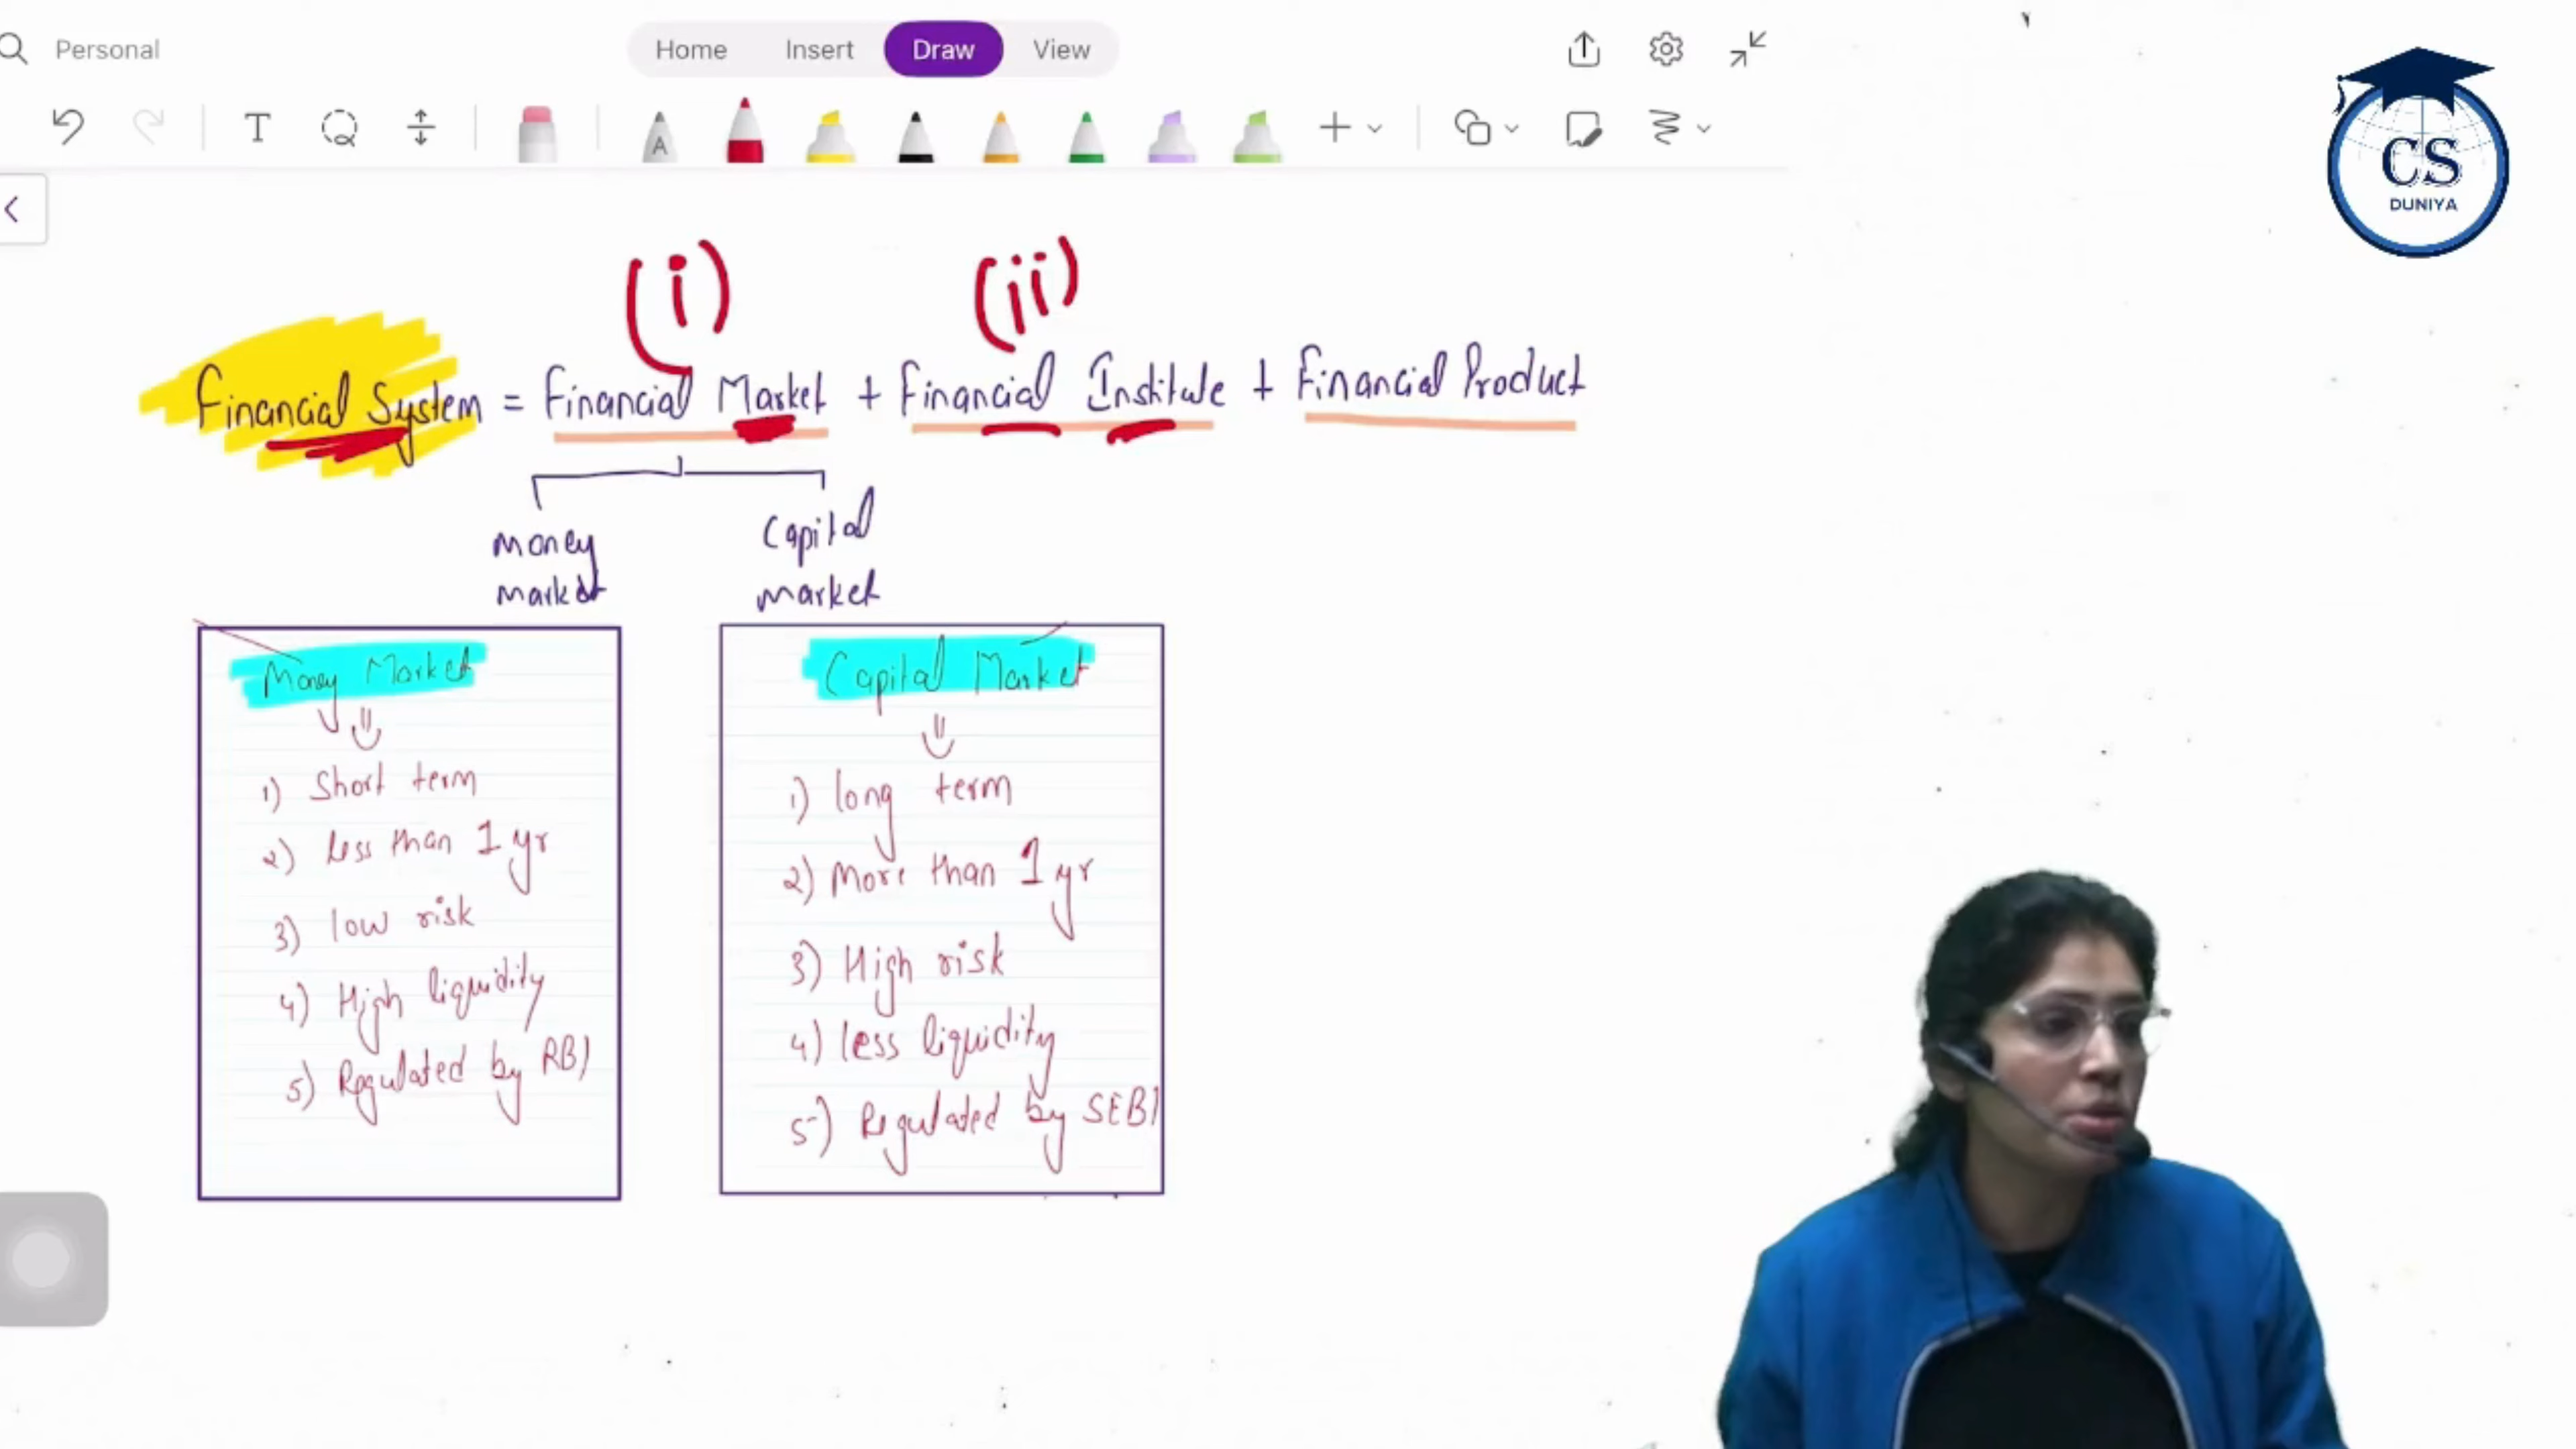 Personal
Home Insert Draw View
T
A
CS
DUNIYA
(i) (ii)
Financial System = Financial Market + Financial Institute + Financial Product
Money Market
Capital Market
Money Market
1) Short term
2) Less than 1 yr
3) low risk
4) High liquidity
5) Regulated by RBI
Capital Market
1) long term
2) More than 1 yr
3) High risk
4) less liquidity
5) Regulated by SEBI